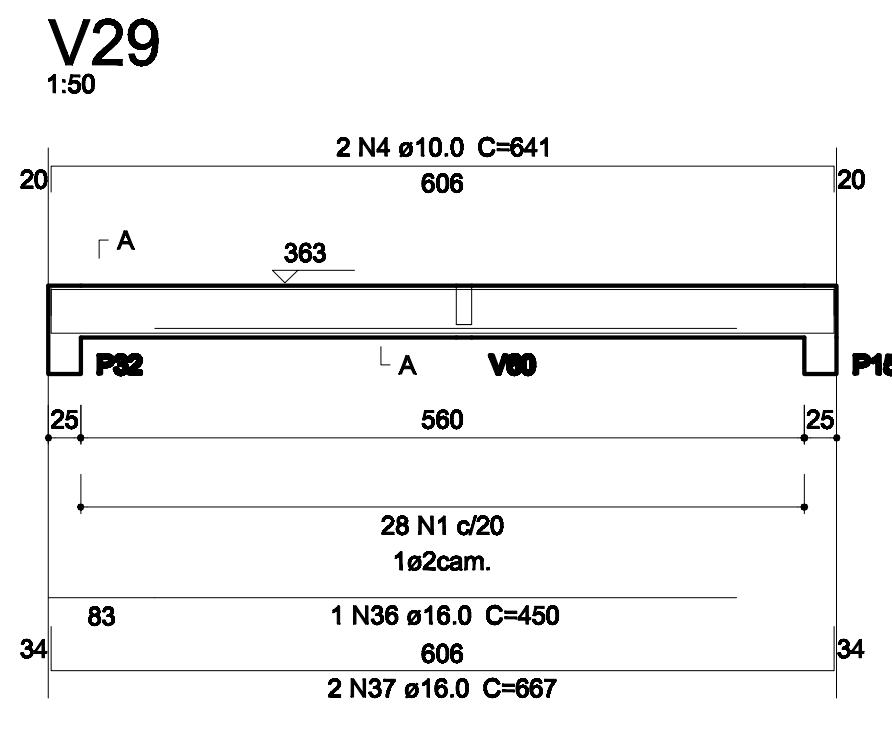 V29
1:50
2 N4 ø10.0 C=641
20 606 20
A
363
P32 A V60
25 560 25
28 N1 c/20
1ø2cam.
83 1 N36 ø16.0 C=450
34 606 34
2 N37 ø16.0 C=667